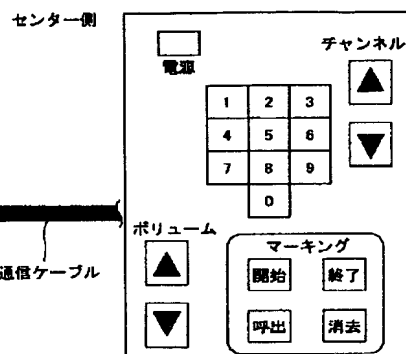 センター側
電源
チャンネル
1 2 3
4 5 6
7 8 9
0
ボリューム
通信ケーブル
マーキング
開始 終了
呼出 消去